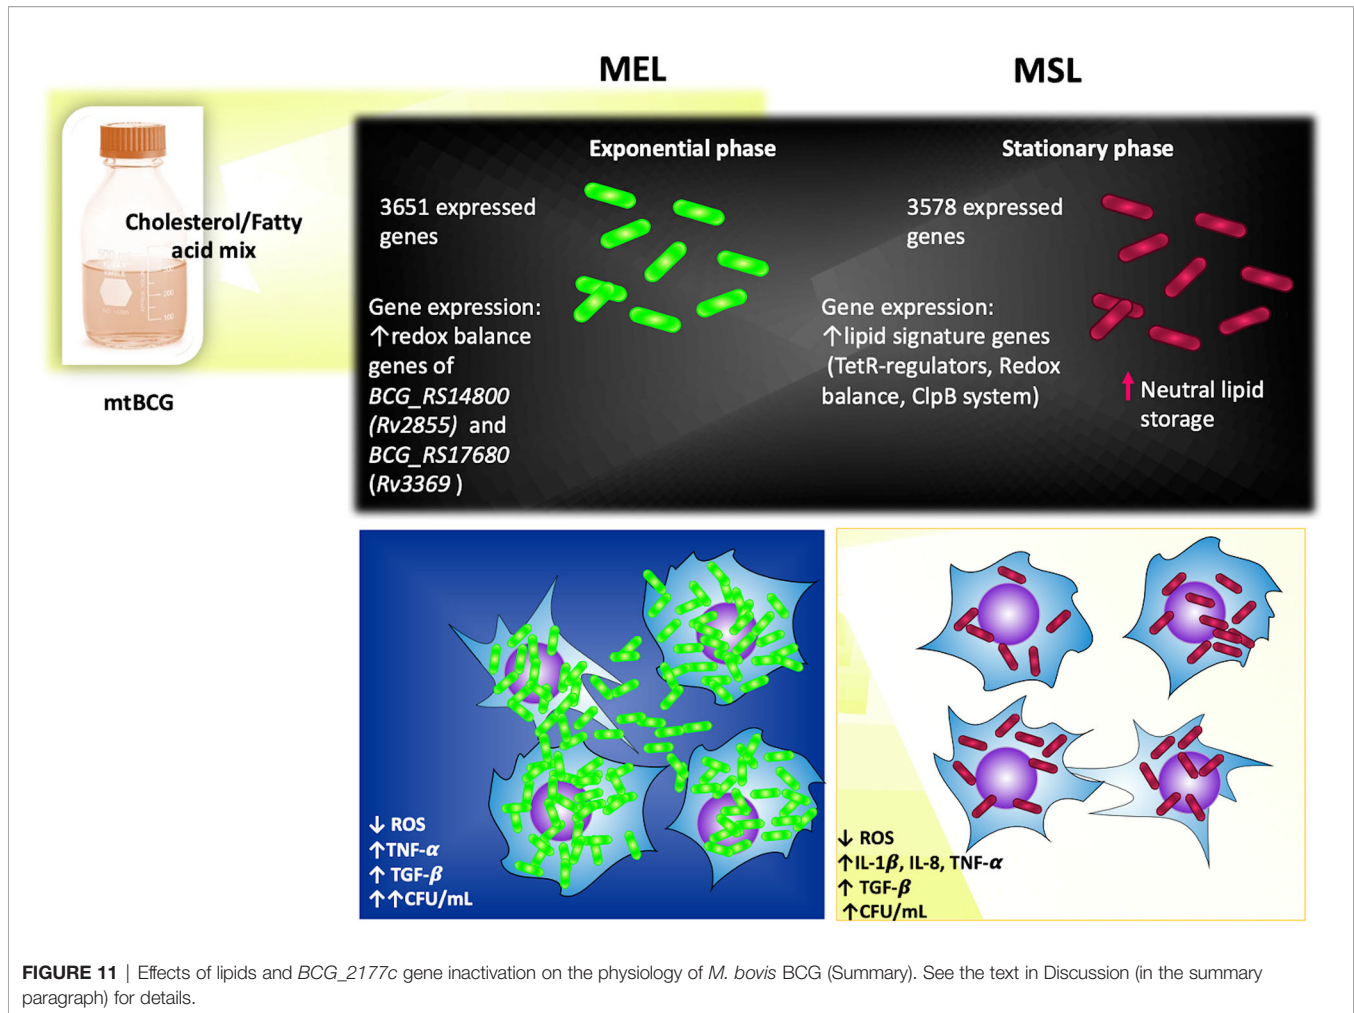 MEL
MSL
Exponential phase
Stationary phase
Cholesterol/Fatty
acid mix
200
100
mtBCG
3651 expressed
genes
Gene expression:
↑redox balance
genes of
BCG_RS14800
(Rv2855) and
BCG_RS17680
(Rv3369 )
3578 expressed
genes
Gene expression:
↑lipid signature genes
(TetR-regulators, Redox
balance, ClpB system)
↑ Neutral lipid
storage
↓ ROS
↑TNF-α
↑ TGF-β
↑↑CFU/mL
↓ ROS
↑IL-1β, IL-8, TNF-α
↑ TGF-β
↑CFU/mL
FIGURE 11 | Effects of lipids and BCG_2177c gene inactivation on the physiology of M. bovis BCG (Summary). See the text in Discussion (in the summary
paragraph) for details.